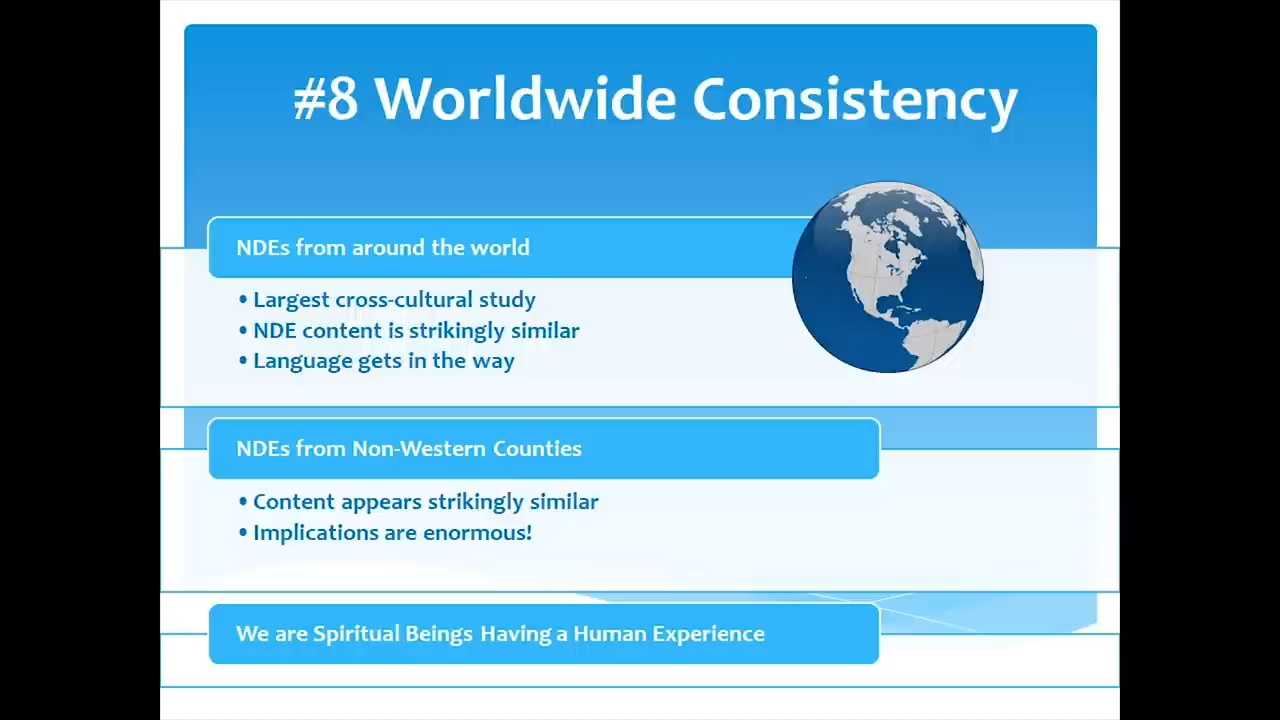 #8 Worldwide Consistency
NDEs from around the world
• Largest cross-cultural study
• NDE content is strikingly similar
• Language gets in the way
NDEs from Non-Western Counties
• Content appears strikingly similar
• Implications are enormous!
We are Spiritual Beings Having a Human Experience